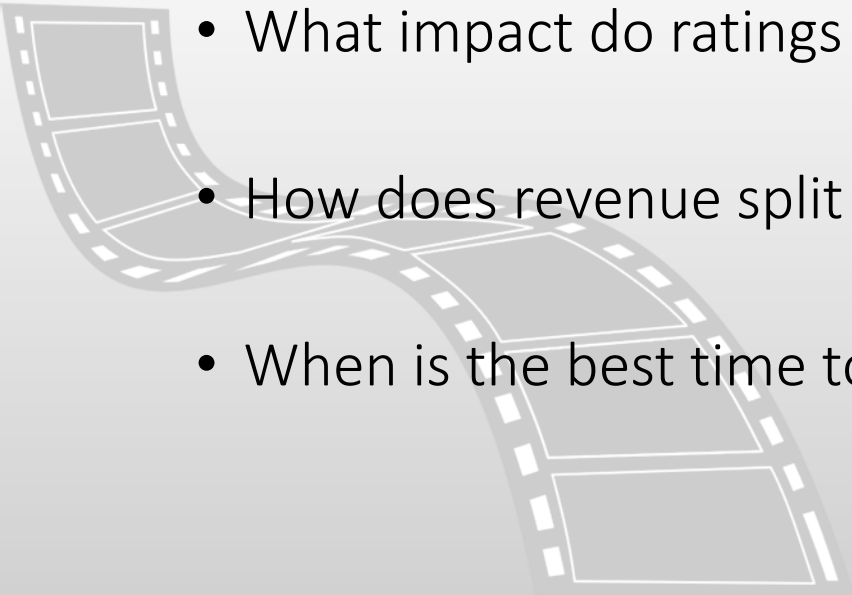 • What impact do ratings
• How does revenue split
• When is the best time